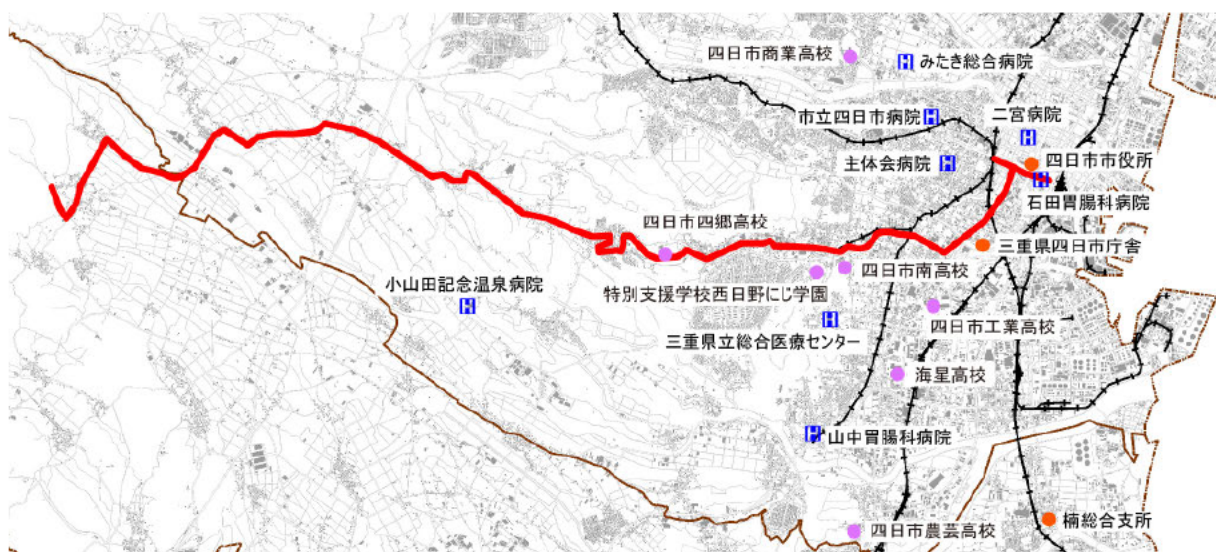 四日市商業高校
みたき総合病院
市立四日市病院
二宮病院
主体会病院
四日市市役所
石田胃腸科病院
四日市四郷高校
三重県四日市庁舎
四日市南高校
小山田記念温泉病院
特別支援学校西日野にじ学園
四日市工業高校
三重県立総合医療センター
海星高校
山中胃腸科病院
四日市農芸高校
楠総合支所